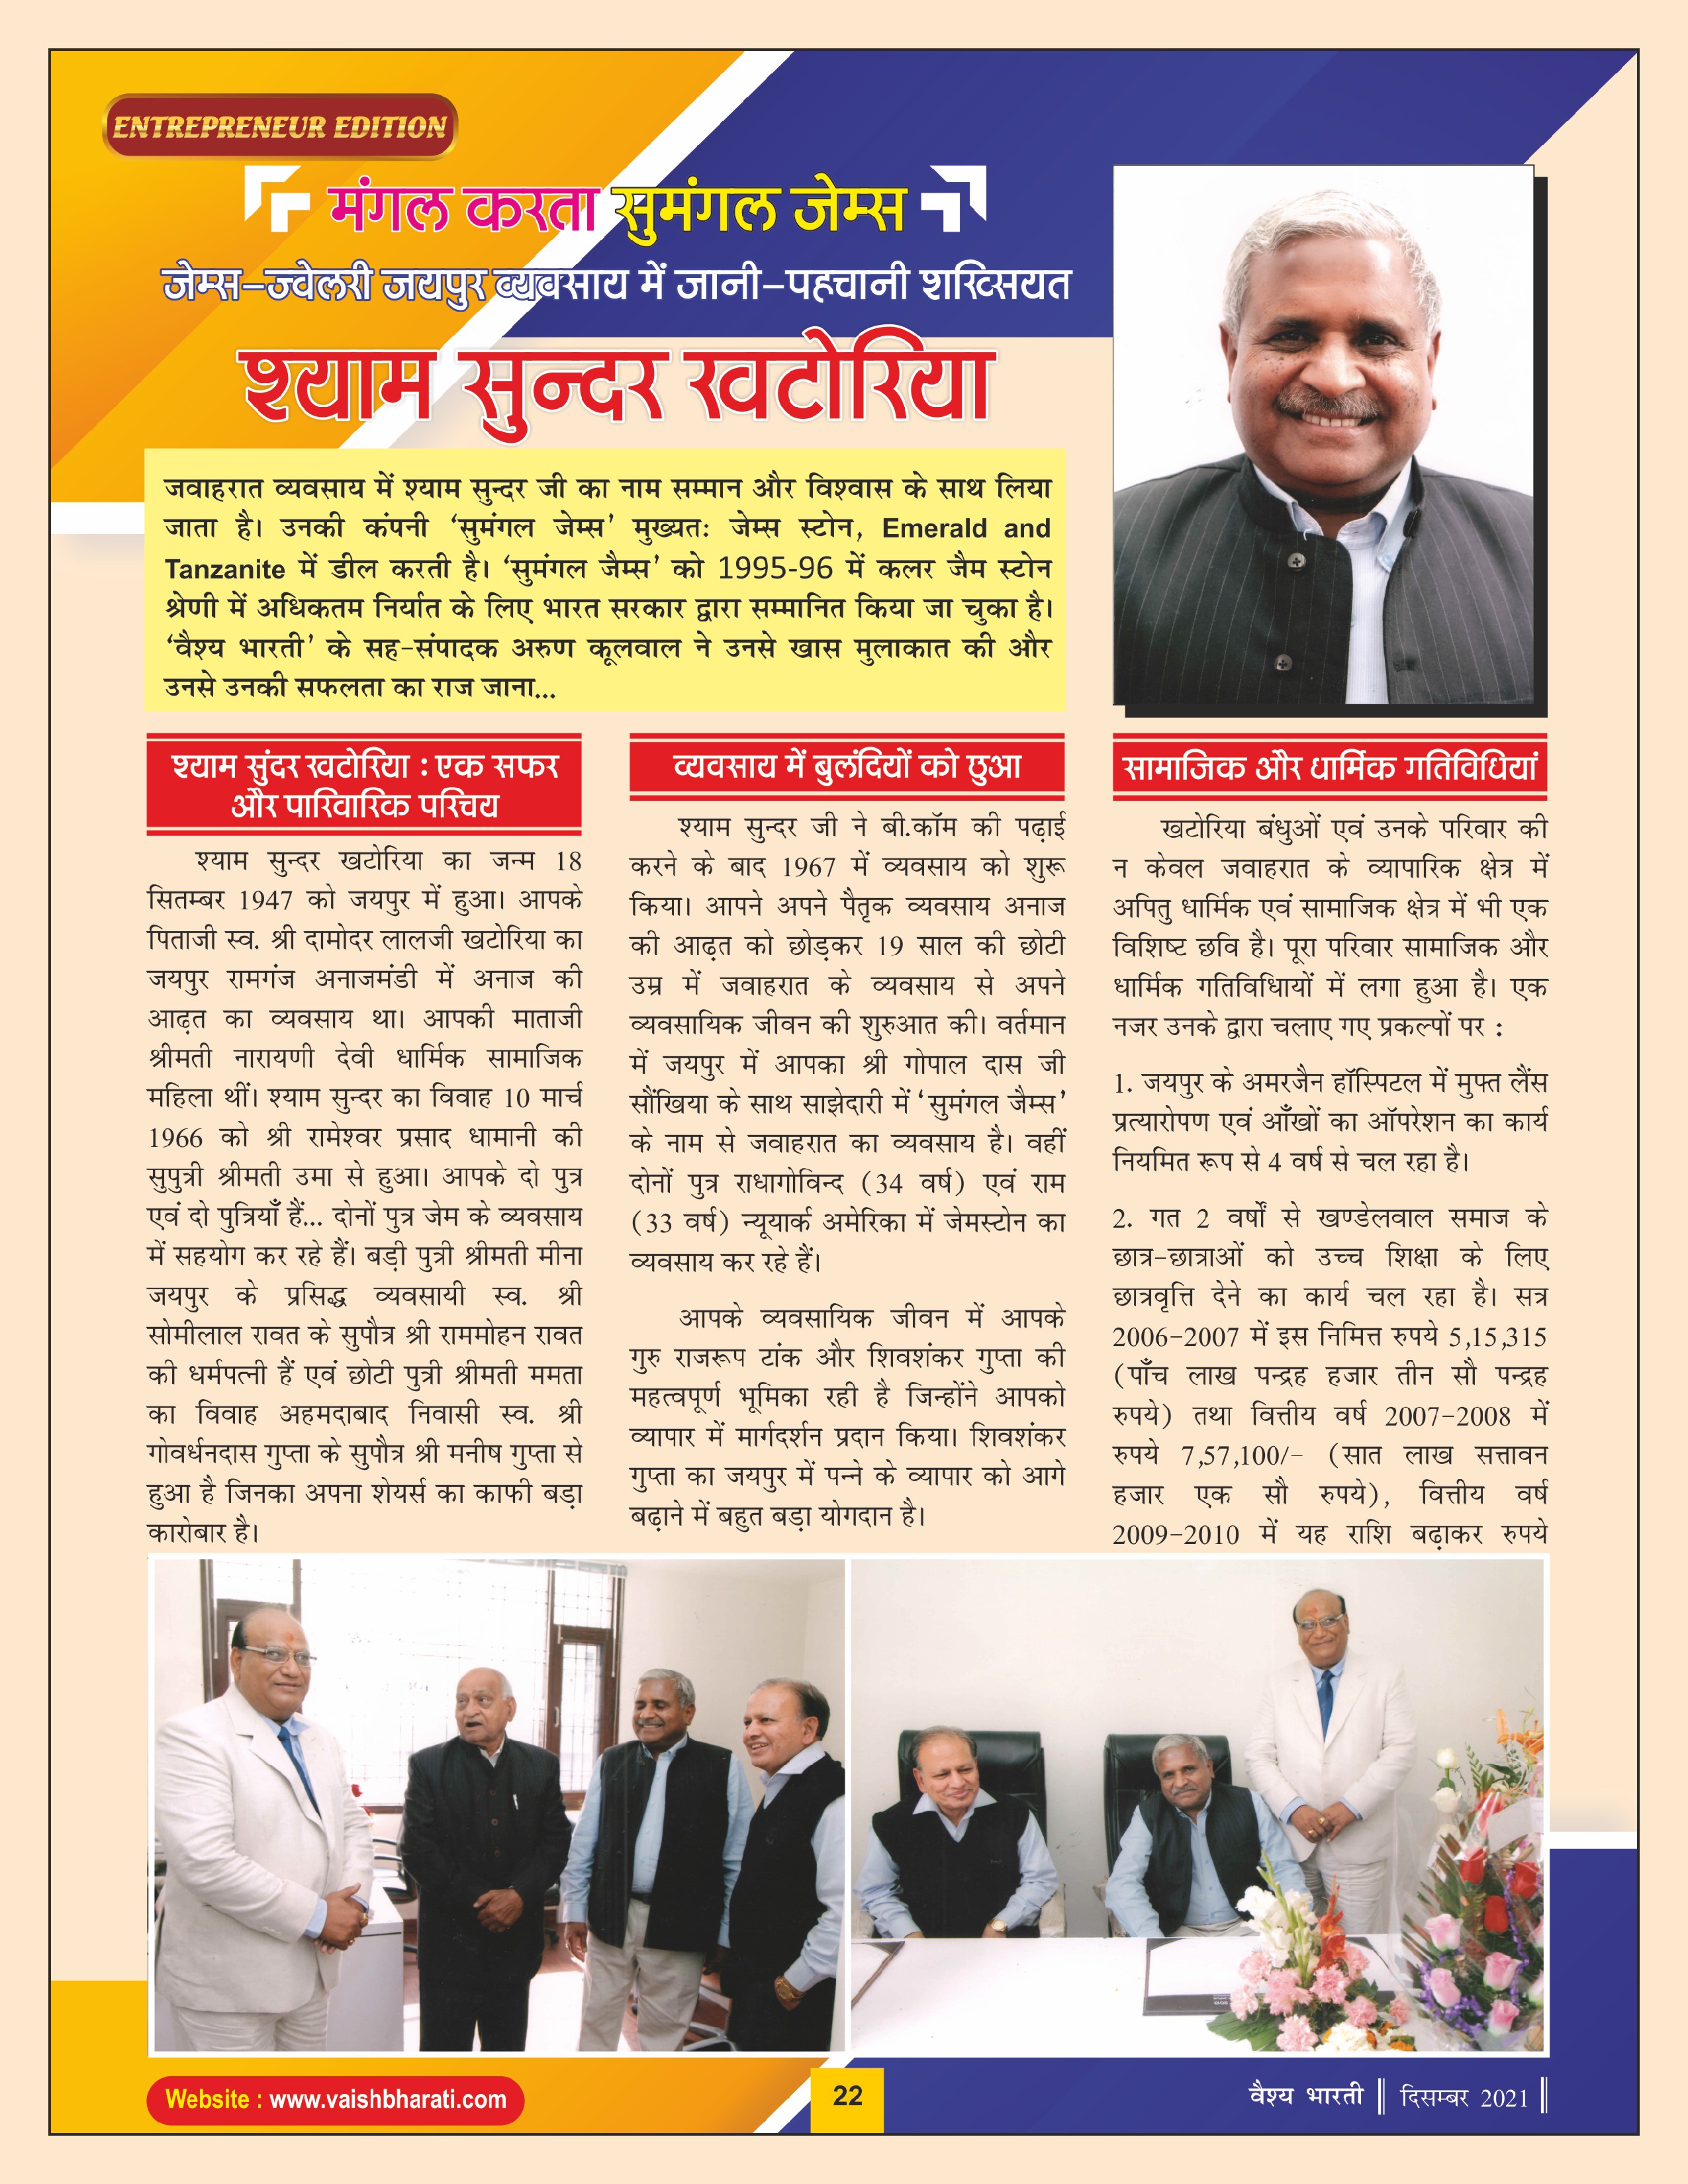 ENTREPRENEUR EDITION
मंगल करता सुमंगल जेम्स
जेम्स-ज्वेलरी जयपुर व्यवसाय में जानी-पहचानी शख्सियत
श्याम सुन्दर खटोरिया
जवाहरात व्यवसाय में श्याम सुन्दर जी का नाम सम्मान और विश्वास के साथ लिया
जाता है। उनकी कंपनी ‘सुमंगल जेम्स’ मुख्यतः जेम्स स्टोन, Emerald and
Tanzanite में डील करती है। ‘सुमंगल जैम्स’ को 1995-96 में कलर जैम स्टोन
श्रेणी में अधिकतम निर्यात के लिए भारत सरकार द्वारा सम्मानित किया जा चुका है।
‘वैश्य भारती’ के सह-संपादक अरुण कूलवाल ने उनसे खास मुलाकात की और
उनसे उनकी सफलता का राज जाना...
श्याम सुंदर खटोरिया : एक सफर
और पारिवारिक परिचय
श्याम सुन्दर खटोरिया का जन्म 18
सितम्बर 1947 को जयपुर में हुआ। आपके
पिताजी स्व. श्री दामोदर लालजी खटोरिया का
जयपुर रामगंज अनाजमंडी में अनाज की
आढ़त का व्यवसाय था। आपकी माताजी
श्रीमती नारायणी देवी धार्मिक सामाजिक
महिला थीं। श्याम सुन्दर का विवाह 10 मार्च
1966 को श्री रामेश्वर प्रसाद धामानी की
सुपुत्री श्रीमती उमा से हुआ। आपके दो पुत्र
एवं दो पुत्रियाँ हैं... दोनों पुत्र जेम के व्यवसाय
में सहयोग कर रहे हैं। बड़ी पुत्री श्रीमती मीना
जयपुर के प्रसिद्ध व्यवसायी स्व. श्री
सोमीलाल रावत के सुपौत्र श्री राममोहन रावत
की धर्मपत्नी हैं एवं छोटी पुत्री श्रीमती ममता
का विवाह अहमदाबाद निवासी स्व. श्री
गोवर्धनदास गुप्ता के सुपौत्र श्री मनीष गुप्ता से
हुआ है जिनका अपना शेयर्स का काफी बड़ा
कारोबार है।
व्यवसाय में बुलंदियों को छुआ
श्याम सुन्दर जी ने बी.कॉम की पढ़ाई
करने के बाद 1967 में व्यवसाय को शुरू
किया। आपने अपने पैतृक व्यवसाय अनाज
की आढ़त को छोड़कर 19 साल की छोटी
उम्र में जवाहरात के व्यवसाय से अपने
व्यवसायिक जीवन की शुरुआत की। वर्तमान
में जयपुर में आपका श्री गोपाल दास जी
सौंखिया के साथ साझेदारी में ‘सुमंगल जैम्स’
के नाम से जवाहरात का व्यवसाय है। वहीं
दोनों पुत्र राधागोविन्द (34 वर्ष) एवं राम
(33 वर्ष) न्यूयार्क अमेरिका में जेमस्टोन का
व्यवसाय कर रहे हैं।
आपके व्यवसायिक जीवन में आपके
गुरु राजरूप टांक और शिवशंकर गुप्ता की
महत्वपूर्ण भूमिका रही है जिन्होंने आपको
व्यापार में मार्गदर्शन प्रदान किया। शिवशंकर
गुप्ता का जयपुर में पन्ने के व्यापार को आगे
बढ़ाने में बहुत बड़ा योगदान है।
सामाजिक और धार्मिक गतिविधियां
खटोरिया बंधुओं एवं उनके परिवार की
न केवल जवाहरात के व्यापारिक क्षेत्र में
अपितु धार्मिक एवं सामाजिक क्षेत्र में भी एक
विशिष्ट छवि है। पूरा परिवार सामाजिक और
धार्मिक गतिविधिायों में लगा हुआ है। एक
नजर उनके द्वारा चलाए गए प्रकल्पों पर :
1. जयपुर के अमरजैन हॉस्पिटल में मुफ्त लैंस
प्रत्यारोपण एवं आँखों का ऑपरेशन का कार्य
नियमित रूप से 4 वर्ष से चल रहा है।
2. गत 2 वर्षों से खण्डेलवाल समाज के
छात्र-छात्राओं को उच्च शिक्षा के लिए
छात्रवृत्ति देने का कार्य चल रहा है। सत्र
2006-2007 में इस निमित्त रुपये 5,15,315
(पाँच लाख पन्द्रह हजार तीन सौ पन्द्रह
रुपये) तथा वित्तीय वर्ष 2007-2008 में
रुपये 7,57,100/- (सात लाख सत्तावन
हजार एक सौ रुपये), वित्तीय वर्ष
2009-2010 में यह राशि बढ़ाकर रुपये
Website : www.vaishbharati.com
22
वैश्य भारती || दिसम्बर 2021 ||